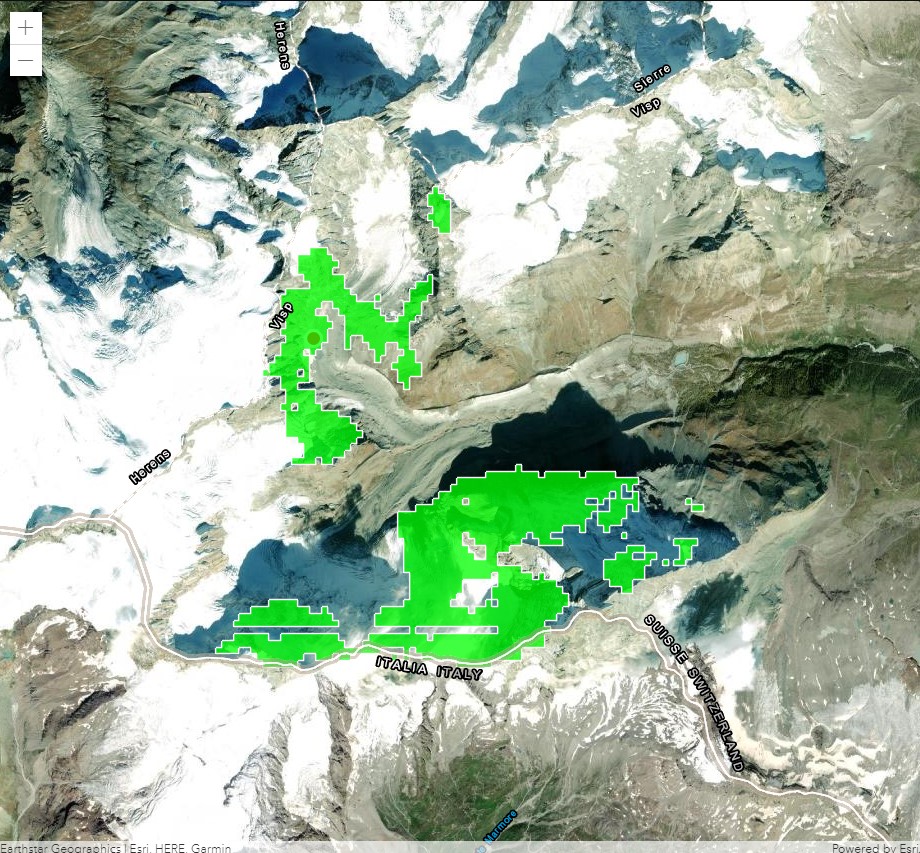 +
−
Herens
Sierre
Visp
Visp
Herens
ITALIA ITALY
SUISSE SWITZERLAND
Marmore
Earthstar Geographics | Esri, HERE, Garmin
Powered by Esri